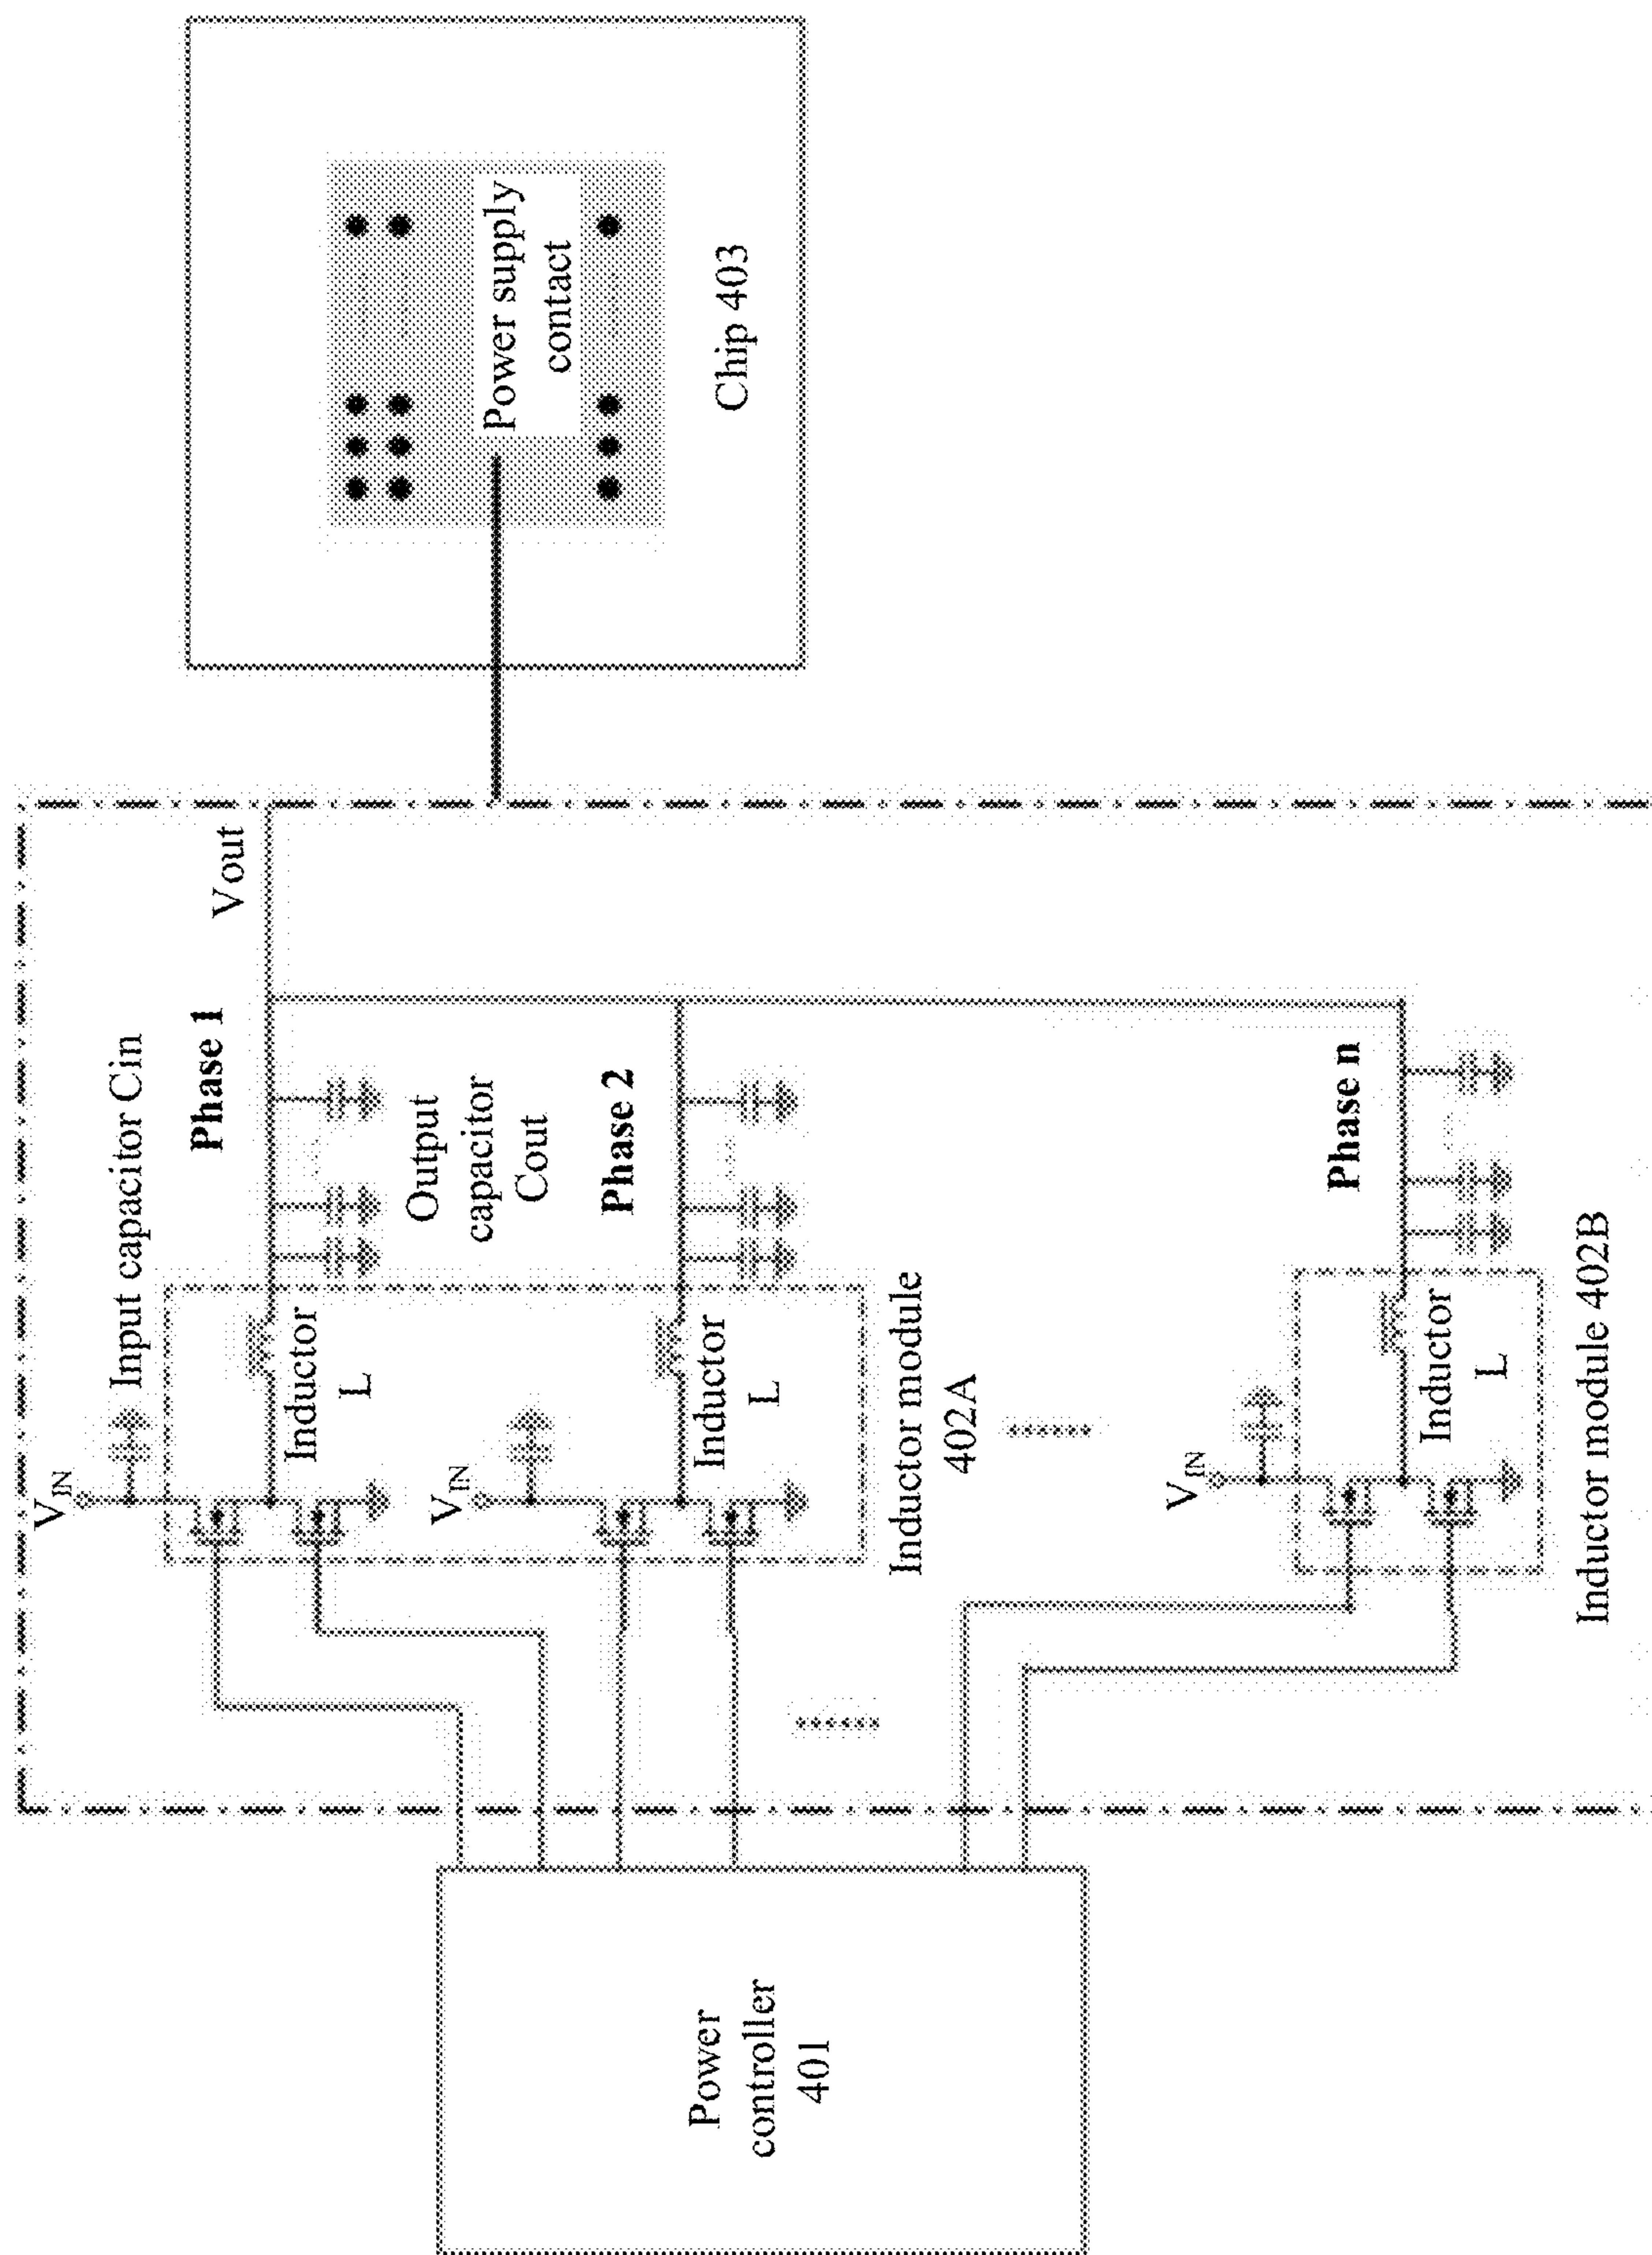 Power
controller
401
V_IN
Input capacitor Cin
Phase 1
Vout
Inductor
L
Output
capacitor
Cout
V_IN
Phase 2
Inductor
L
Inductor module
402A
V_IN
Phase n
Inductor
L
Inductor module 402B
Power supply
contact
Chip 403